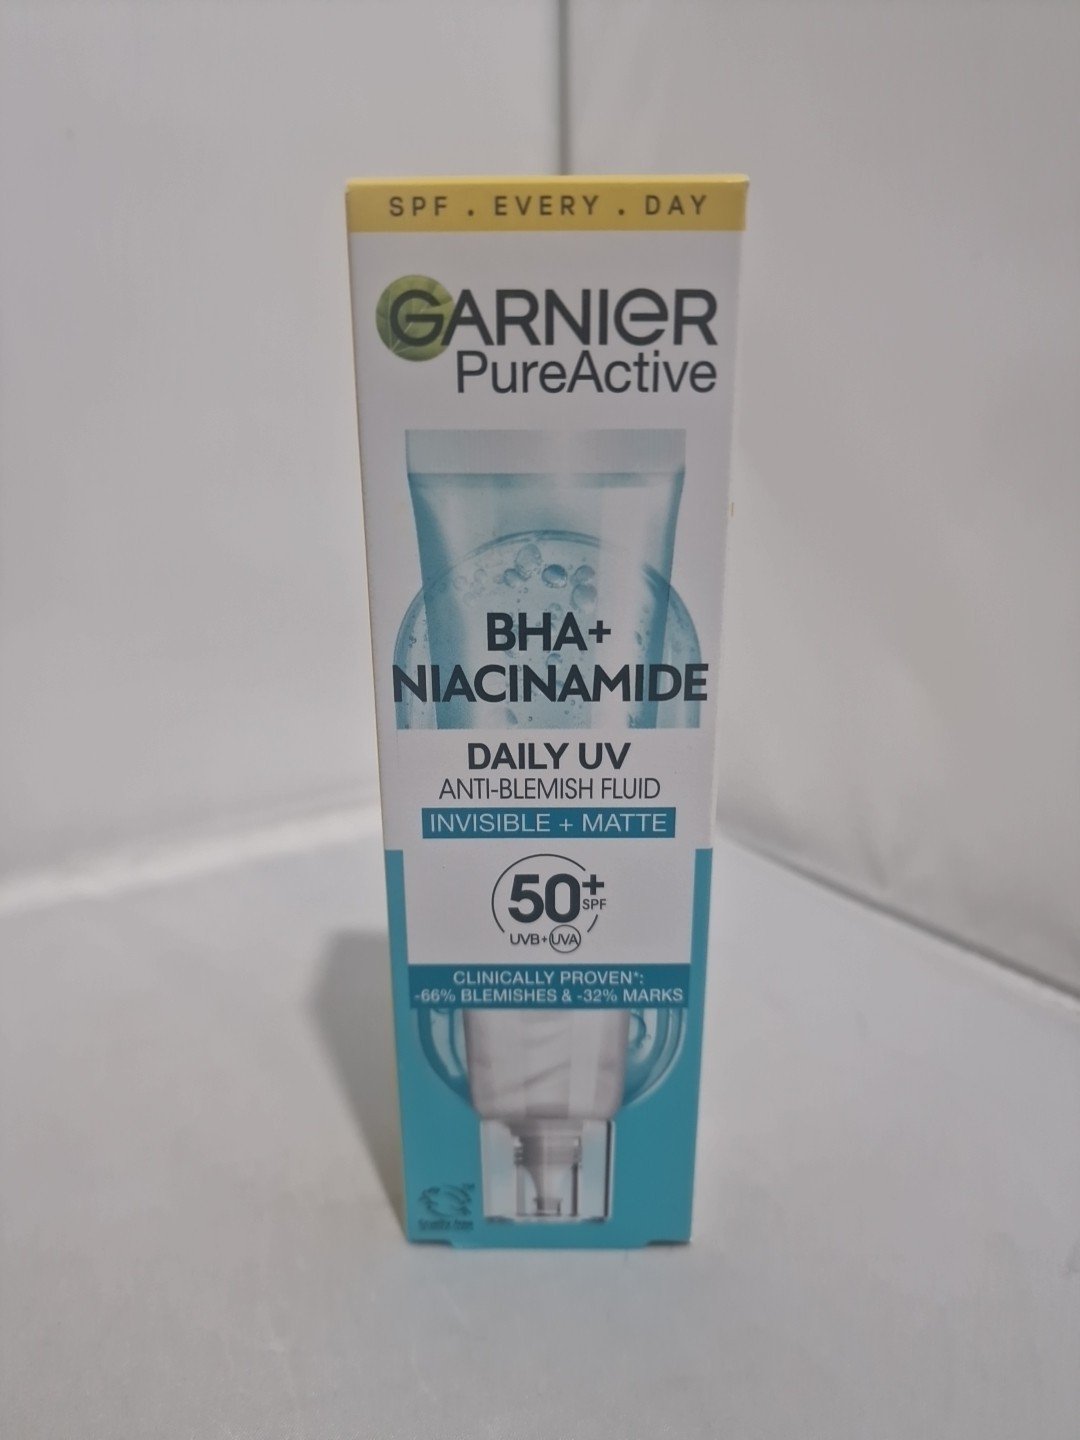 SPF . EVERY . DAY
GARNIER
PureActive
BHA+
NIACINAMIDE
DAILY UV
ANTI-BLEMISH FLUID
INVISIBLE + MATTE
50+
SPF
UVB+UVA
CLINICALLY PROVEN*:
-66% BLEMISHES & -32% MARKS